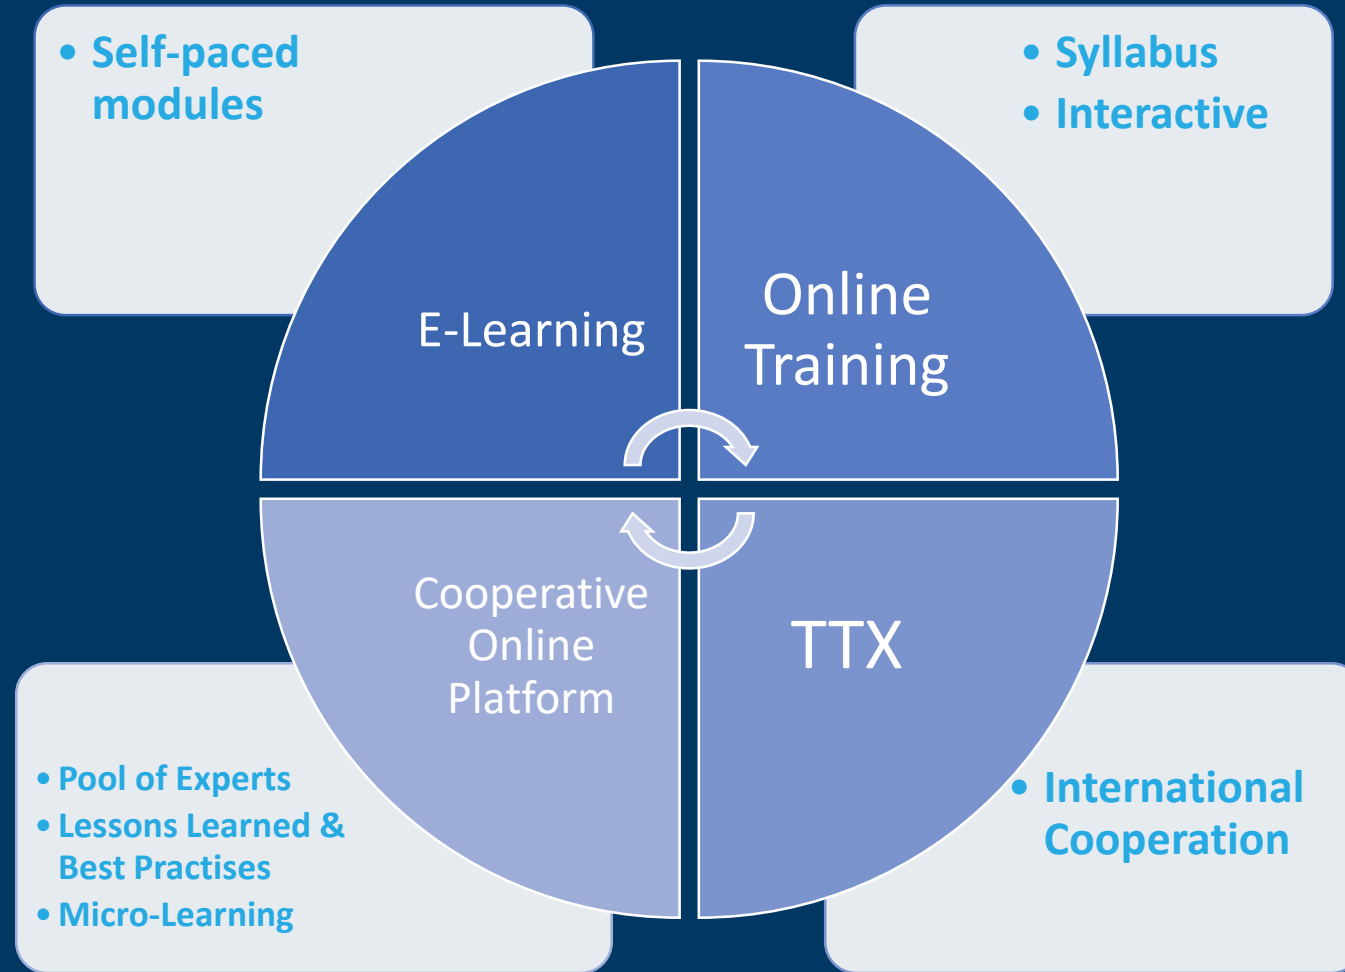 • Self-paced
modules
• Syllabus
• Interactive
E-Learning
Online
Training
Cooperative
Online
Platform
TTX
• Pool of Experts
• Lessons Learned &
Best Practises
• Micro-Learning
• International
Cooperation